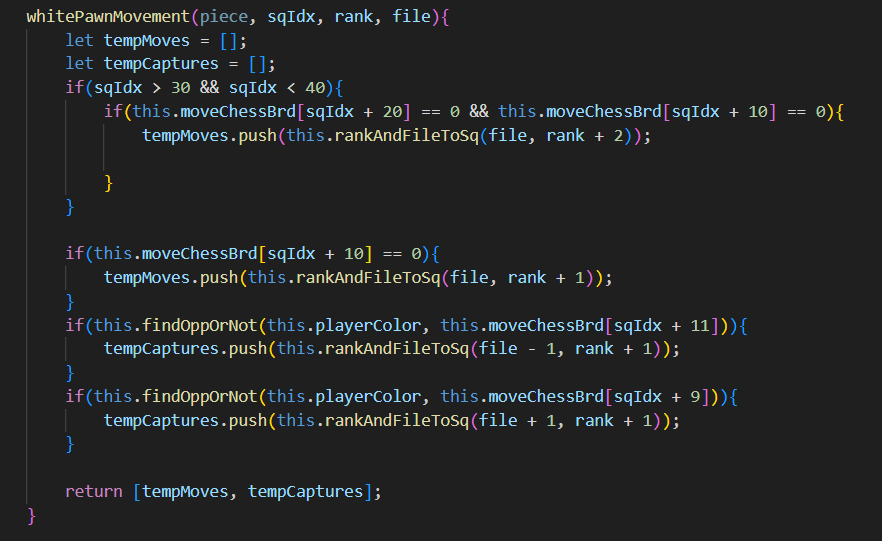 whitePawnMovement(piece, sqIdx, rank, file){
let tempMoves = [];
let tempCaptures = [];
if(sqIdx > 30 && sqIdx < 40){
if(this.moveChessBrd[sqIdx + 20] == 0 && this.moveChessBrd[sqIdx + 10] == 0){
tempMoves.push(this.rankAndFileToSq(file, rank + 2));
}
}
if(this.moveChessBrd[sqIdx + 10] == 0){
tempMoves.push(this.rankAndFileToSq(file, rank + 1));
}
if(this.findOppOrNot(this.playerColor, this.moveChessBrd[sqIdx + 11])){
tempCaptures.push(this.rankAndFileToSq(file - 1, rank + 1));
}
if(this.findOppOrNot(this.playerColor, this.moveChessBrd[sqIdx + 9])){
tempCaptures.push(this.rankAndFileToSq(file + 1, rank + 1));
}
return [tempMoves, tempCaptures];
}